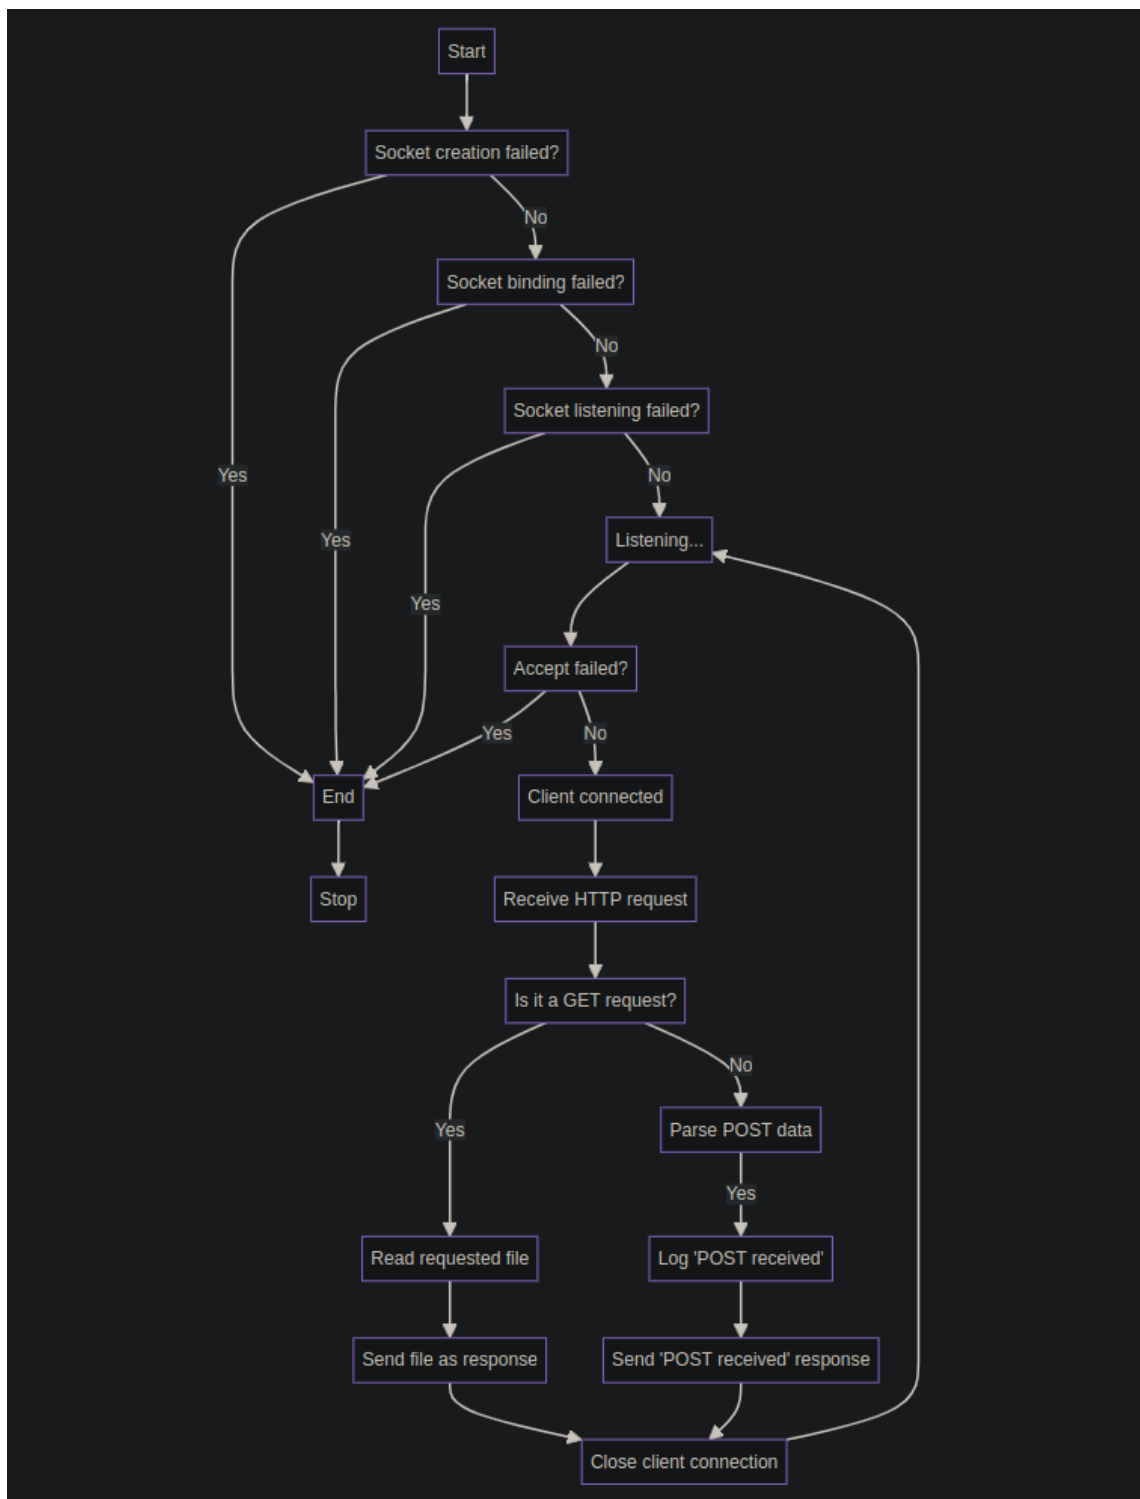 Start
Socket creation failed?
No
Socket binding failed?
No
Socket listening failed?
Yes
No
Yes
Listening...
Yes
Accept failed?
Yes
No
End
Client connected
Stop
Receive HTTP request
Is it a GET request?
No
Yes
Parse POST data
Yes
Read requested file
Log 'POST received'
Send file as response
Send 'POST received' response
Close client connection